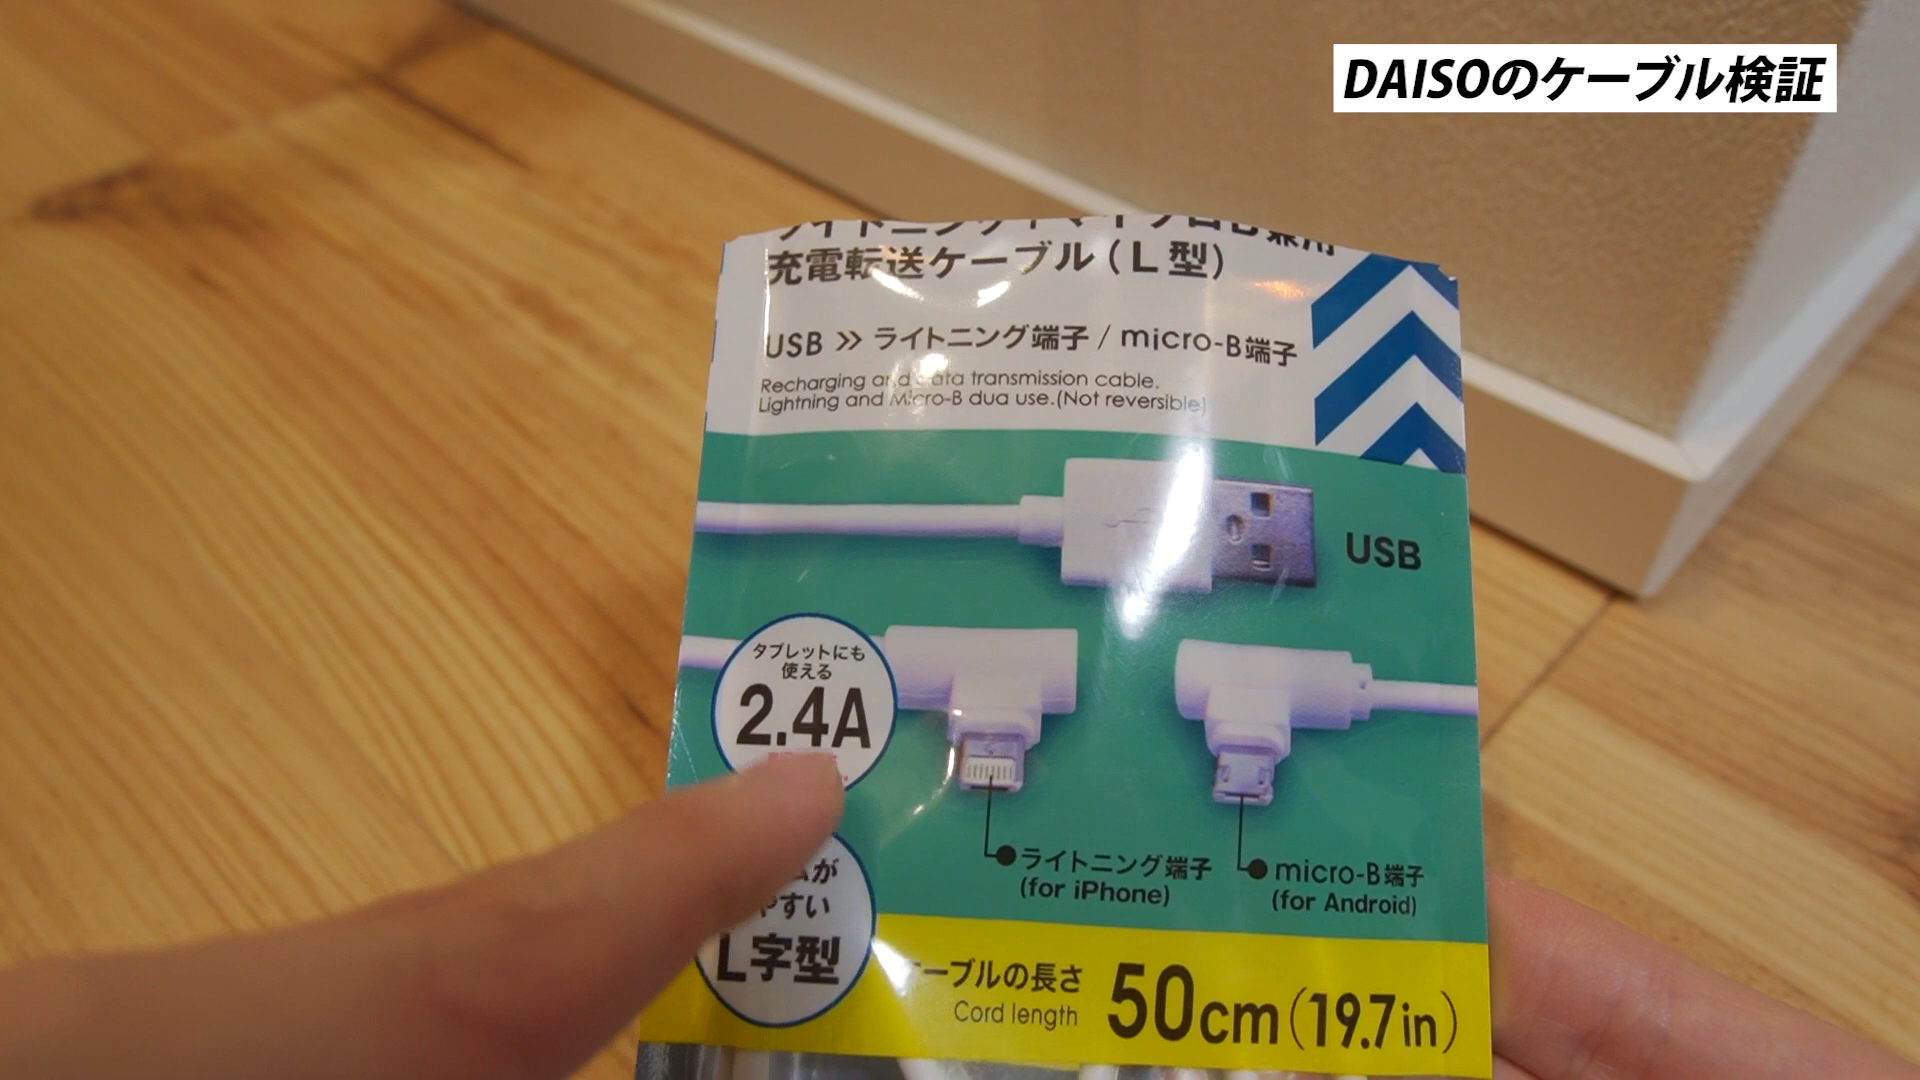 DAISOのケーブル検証
充電転送ケーブル(L型)
USB >> ライトニング端子 / micro-B端子
Recharging and data transmission cable.
Lightning and Micro-B dua use.(Not reversible)
USB
タブレットにも
使える
2.4A
ライトニング端子
(for iPhone)
micro-B端子
(for Android)
やすい
L字型
ケーブルの長さ
Cord length
50cm(19.7in)